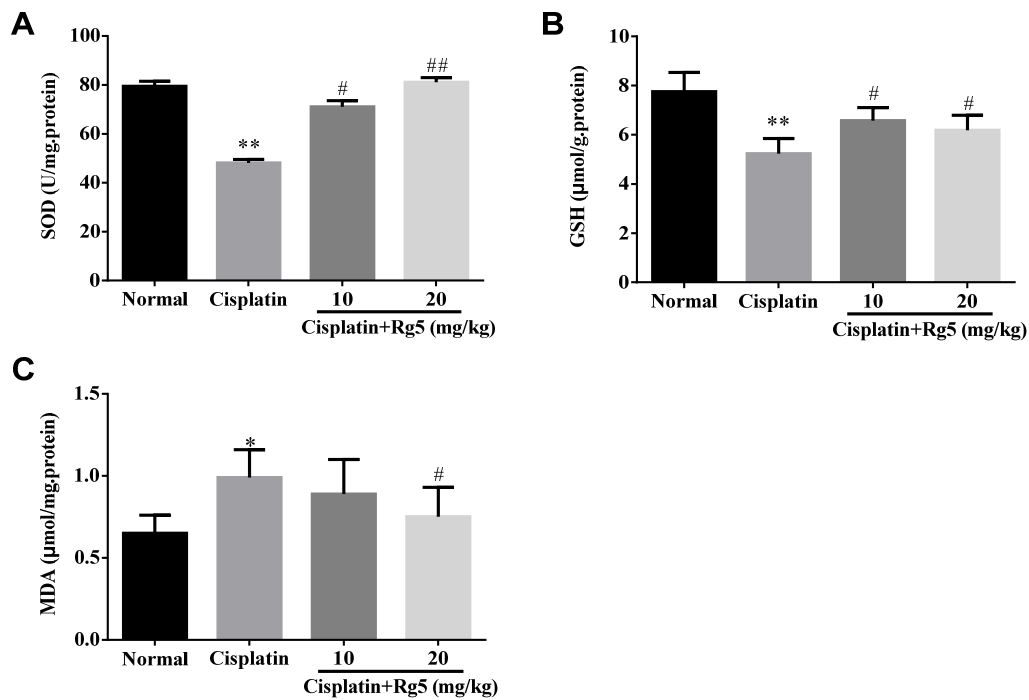 A
SOD (U/mg.protein)
100
80
60
40
20
0
**
#
##
Normal Cisplatin 10 20
Cisplatin+Rg5 (mg/kg)
B
GSH (μmol/g.protein)
10
8
6
4
2
0
**
#
#
Normal Cisplatin 10 20
Cisplatin+Rg5 (mg/kg)
C
MDA (μmol/mg.protein)
1.5
1.0
0.5
0.0
*
#
Normal Cisplatin 10 20
Cisplatin+Rg5 (mg/kg)